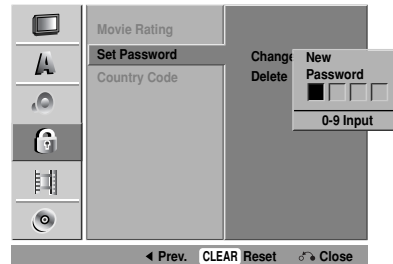 Movie Rating
Set Password
Country Code
Change
Delete
New
Password
0-9 Input
Prev.
CLEAR Reset
Close